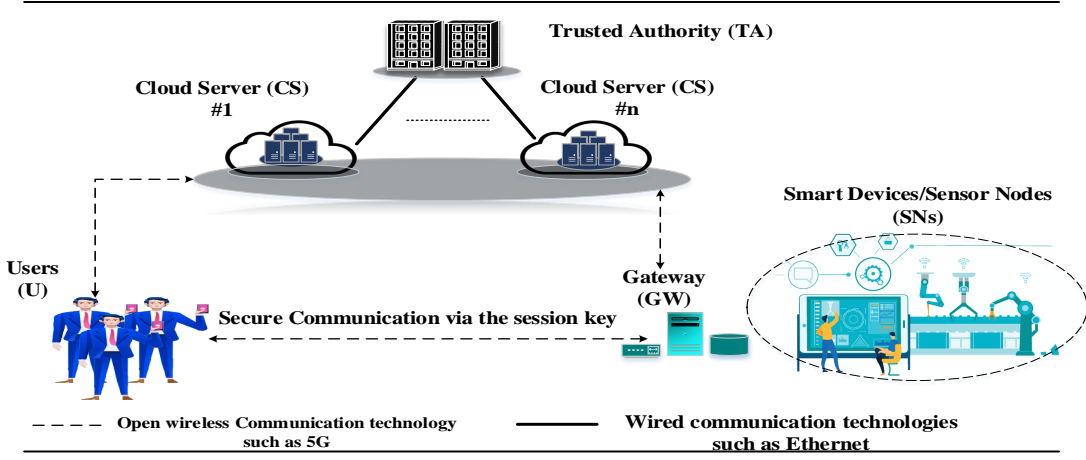 Trusted Authority (TA)
Cloud Server (CS)
#1
Cloud Server (CS)
#n
Smart Devices/Sensor Nodes
(SNs)
Users
(U)
Gateway
(GW)
Secure Communication via the session key
Open wireless Communication technology
such as 5G
Wired communication technologies
such as Ethernet